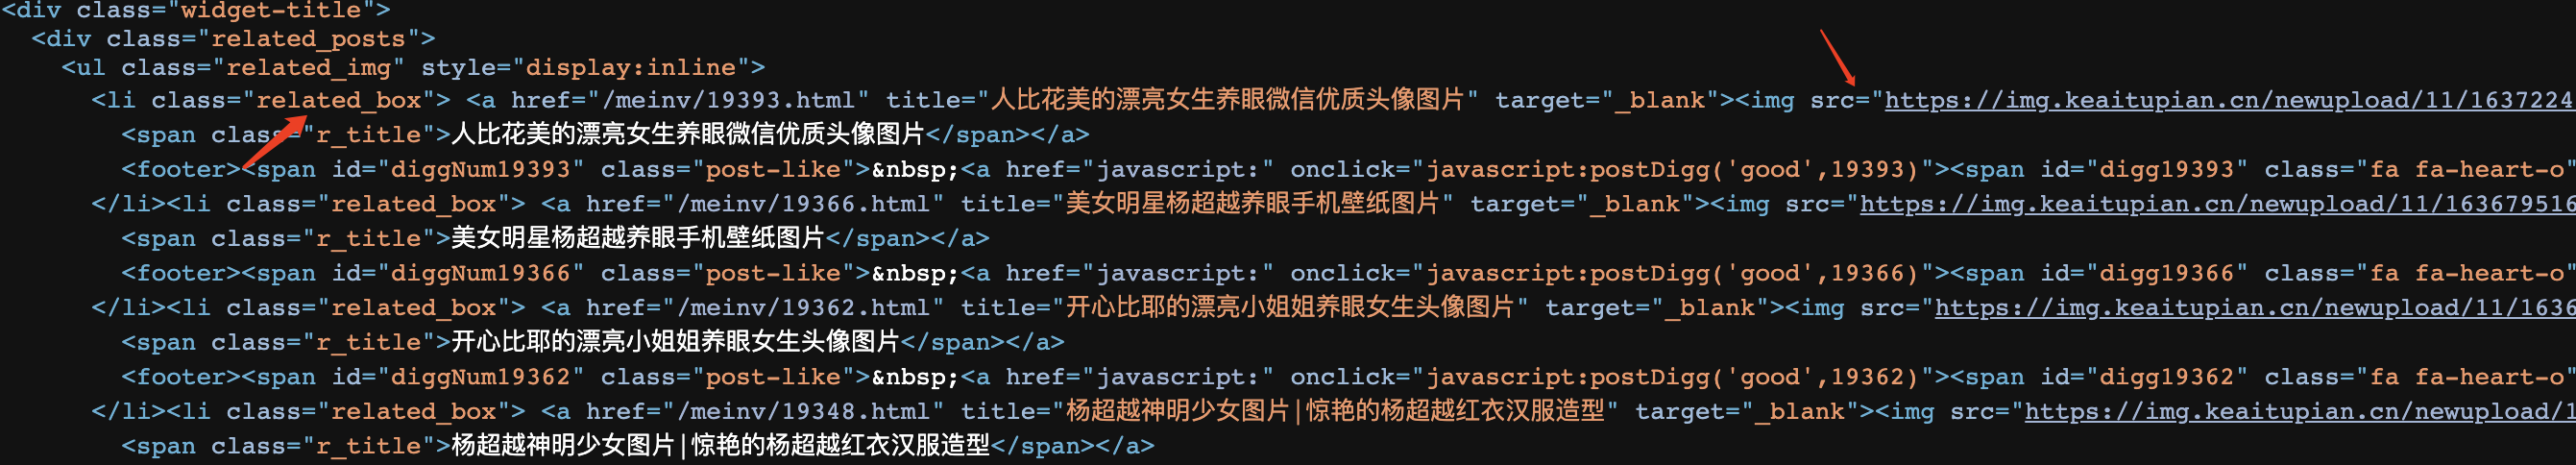 <div class="widget-title">
<div class="related_posts">
<ul class="related_img" style="display:inline">
<li class="related_box"> <a href="/meinv/19393.html" title="人比花美的漂亮女生养眼微信优质头像图片" target="_blank"><img src="https://img.keaitupian.cn/newupload/11/1637224
<span class="r_title">人比花美的漂亮女生养眼微信优质头像图片</span></a>
<footer><span id="diggNum19393" class="post-like">&nbsp;<a href="javascript:" onclick="javascript:postDigg('good',19393)"><span id="digg19393" class="fa fa-heart-o"
</li><li class="related_box"> <a href="/meinv/19366.html" title="美女明星杨超越养眼手机壁纸图片" target="_blank"><img src="https://img.keaitupian.cn/newupload/11/163679516
<span class="r_title">美女明星杨超越养眼手机壁纸图片</span></a>
<footer><span id="diggNum19366" class="post-like">&nbsp;<a href="javascript:" onclick="javascript:postDigg('good',19366)"><span id="digg19366" class="fa fa-heart-o"
</li><li class="related_box"> <a href="/meinv/19362.html" title="开心比耶的漂亮小姐姐养眼女生头像图片" target="_blank"><img src="https://img.keaitupian.cn/newupload/11/1636
<span class="r_title">开心比耶的漂亮小姐姐养眼女生头像图片</span></a>
<footer><span id="diggNum19362" class="post-like">&nbsp;<a href="javascript:" onclick="javascript:postDigg('good',19362)"><span id="digg19362" class="fa fa-heart-o"
</li><li class="related_box"> <a href="/meinv/19348.html" title="杨超越神明少女图片|惊艳的杨超越红衣汉服造型" target="_blank"><img src="https://img.keaitupian.cn/newupload/1
<span class="r_title">杨超越神明少女图片|惊艳的杨超越红衣汉服造型</span></a>